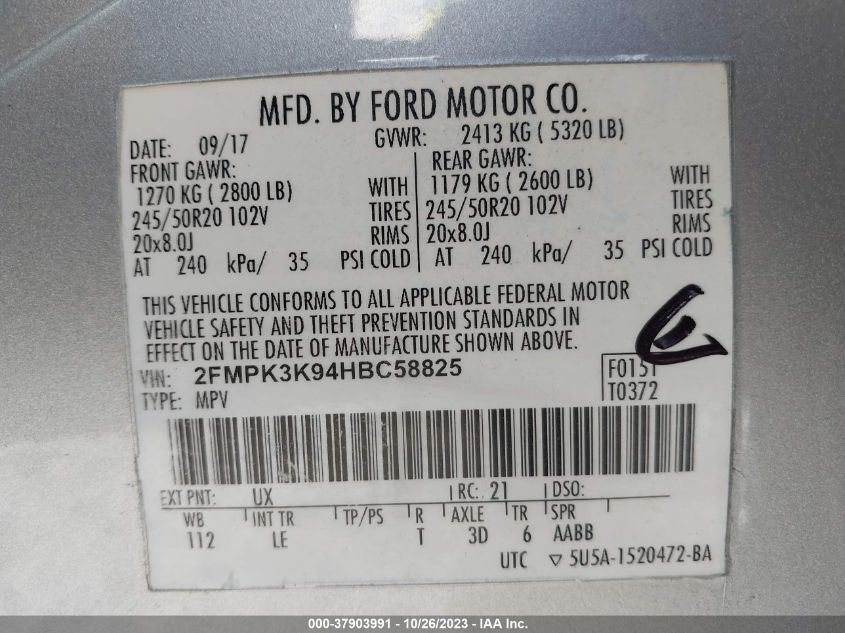 MFD. BY FORD MOTOR CO.
DATE: 09/17 GVWR: 2413 KG ( 5320 LB)
FRONT GAWR: REAR GAWR:
1270 KG ( 2800 LB) WITH 1179 KG ( 2600 LB) WITH
245/50R20 102V TIRES 245/50R20 102V TIRES
20x8.0J RIMS 20x8.0J RIMS
AT 240 kPa/ 35 PSI COLD AT 240 kPa/ 35 PSI COLD
THIS VEHICLE CONFORMS TO ALL APPLICABLE FEDERAL MOTOR
VEHICLE SAFETY AND THEFT PREVENTION STANDARDS IN
EFFECT ON THE DATE OF MANUFACTURE SHOWN ABOVE.
VIN: 2FMPK3K94HBC58825 F0151
TYPE: MPV T0372
EXT PNT: UX RC: 21 DSO:
WB INT TR TP/PS R AXLE TR SPR
112 LE T 3D 6 AABB
UTC ▽ 5U5A-1520472-BA
000-37903991 - 10/26/2023 - IAA Inc.